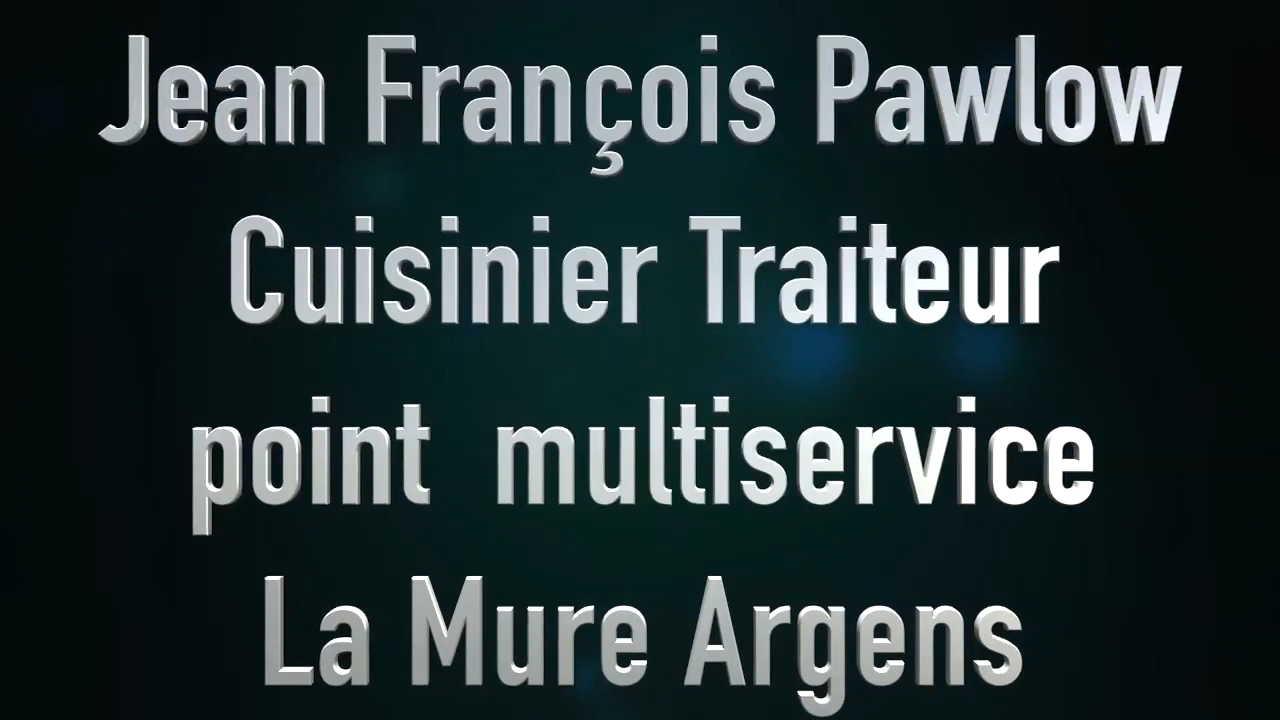 Jean François Pawlow
Cuisinier Traiteur
point multiservice
La Mure Argens